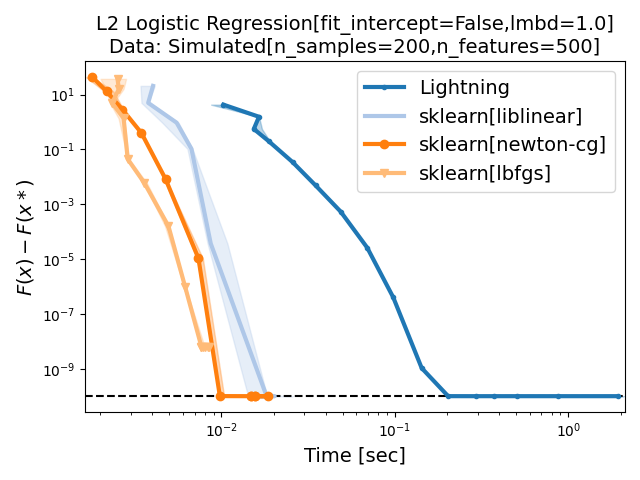 L2 Logistic Regression[fit_intercept=False,lmbd=1.0]
Data: Simulated[n_samples=200,n_features=500]
Lightning
sklearn[liblinear]
sklearn[newton-cg]
sklearn[lbfgs]
F(x) − F(x*)
10¹
10⁻¹
10⁻³
10⁻⁵
10⁻⁷
10⁻⁹
10⁻²
10⁻¹
10⁰
Time [sec]